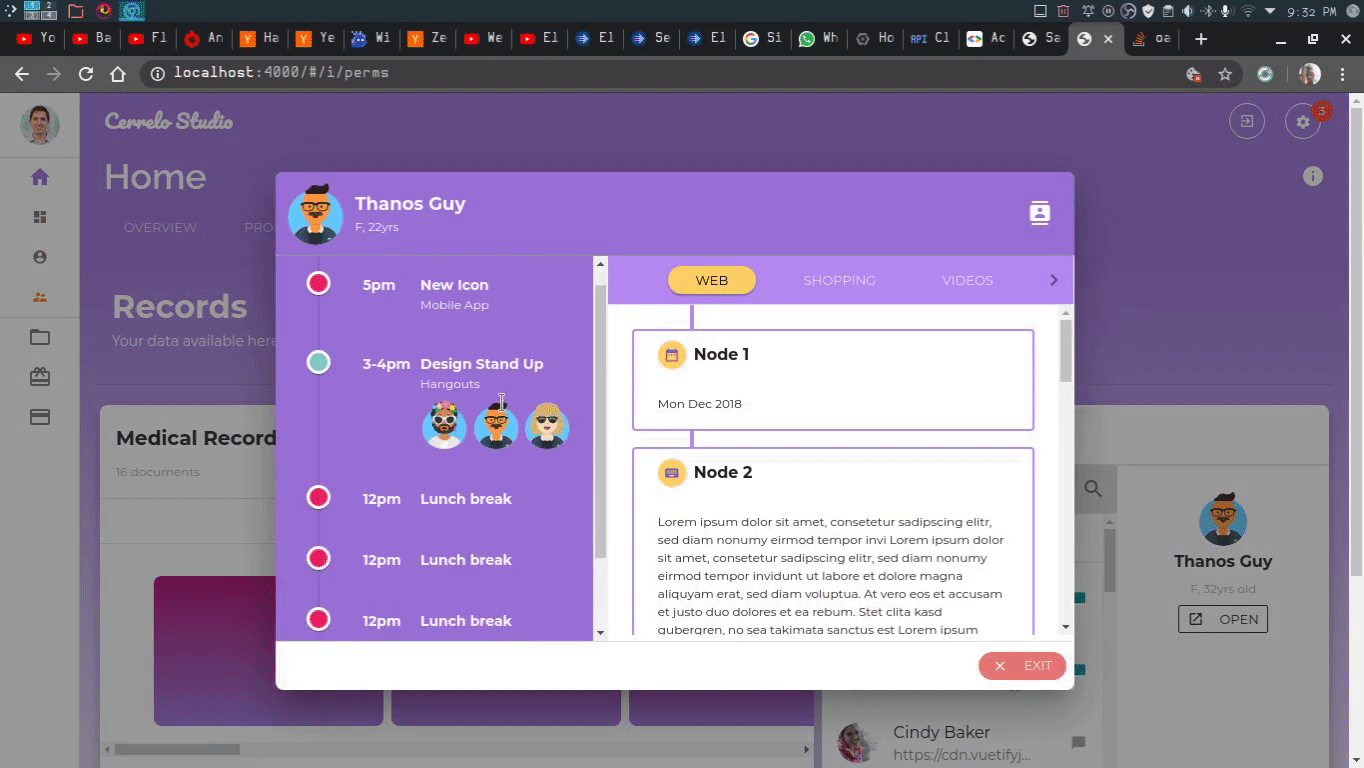 1 2
3 4
9:32 PM
Yo
Ba
Fl
An
Ha
Ye
Wi
Ze
We
El
El
Se
El
Si
Wh
Ho
RPI Cl
Ac
Sa
oa
localhost:4000/#/i/perms
Cerrelo Studio
3
Home
OVERVIEW
PRO
Records
Your data available here
Medical Record
16 documents
Thanos Guy
F, 22yrs
5pm New Icon
Mobile App
3-4pm Design Stand Up
Hangouts
12pm Lunch break
12pm Lunch break
12pm Lunch break
WEB SHOPPING VIDEOS
Node 1
Mon Dec 2018
Node 2
Lorem ipsum dolor sit amet, consetetur sadipscing elitr,
sed diam nonumy eirmod tempor invi Lorem ipsum dolor
sit amet, consetetur sadipscing elitr, sed diam nonumy
eirmod tempor invidunt ut labore et dolore magna
aliquyam erat, sed diam voluptua. At vero eos et accusam
et justo duo dolores et ea rebum. Stet clita kasd
gubergren, no sea takimata sanctus est Lorem ipsum
EXIT
Thanos Guy
F, 32yrs old
OPEN
Cindy Baker
https://cdn.vuetifyj...